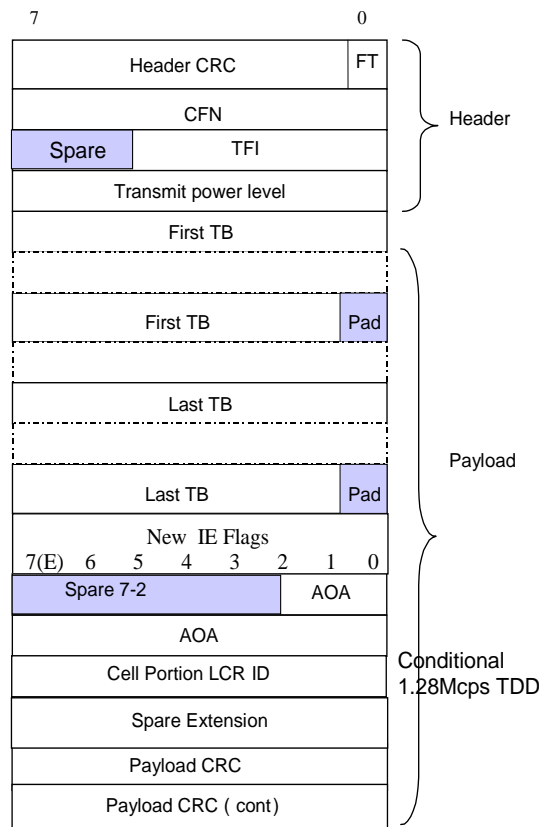 7 0
Header CRC FT
CFN
Header
Spare TFI
Transmit power level
First TB
First TB Pad
Last TB
Payload
Last TB Pad
New IE Flags
7(E) 6 5 4 3 2 1 0
Spare 7-2 AOA
AOA
Conditional
1.28Mcps TDD
Cell Portion LCR ID
Spare Extension
Payload CRC
Payload CRC ( cont)